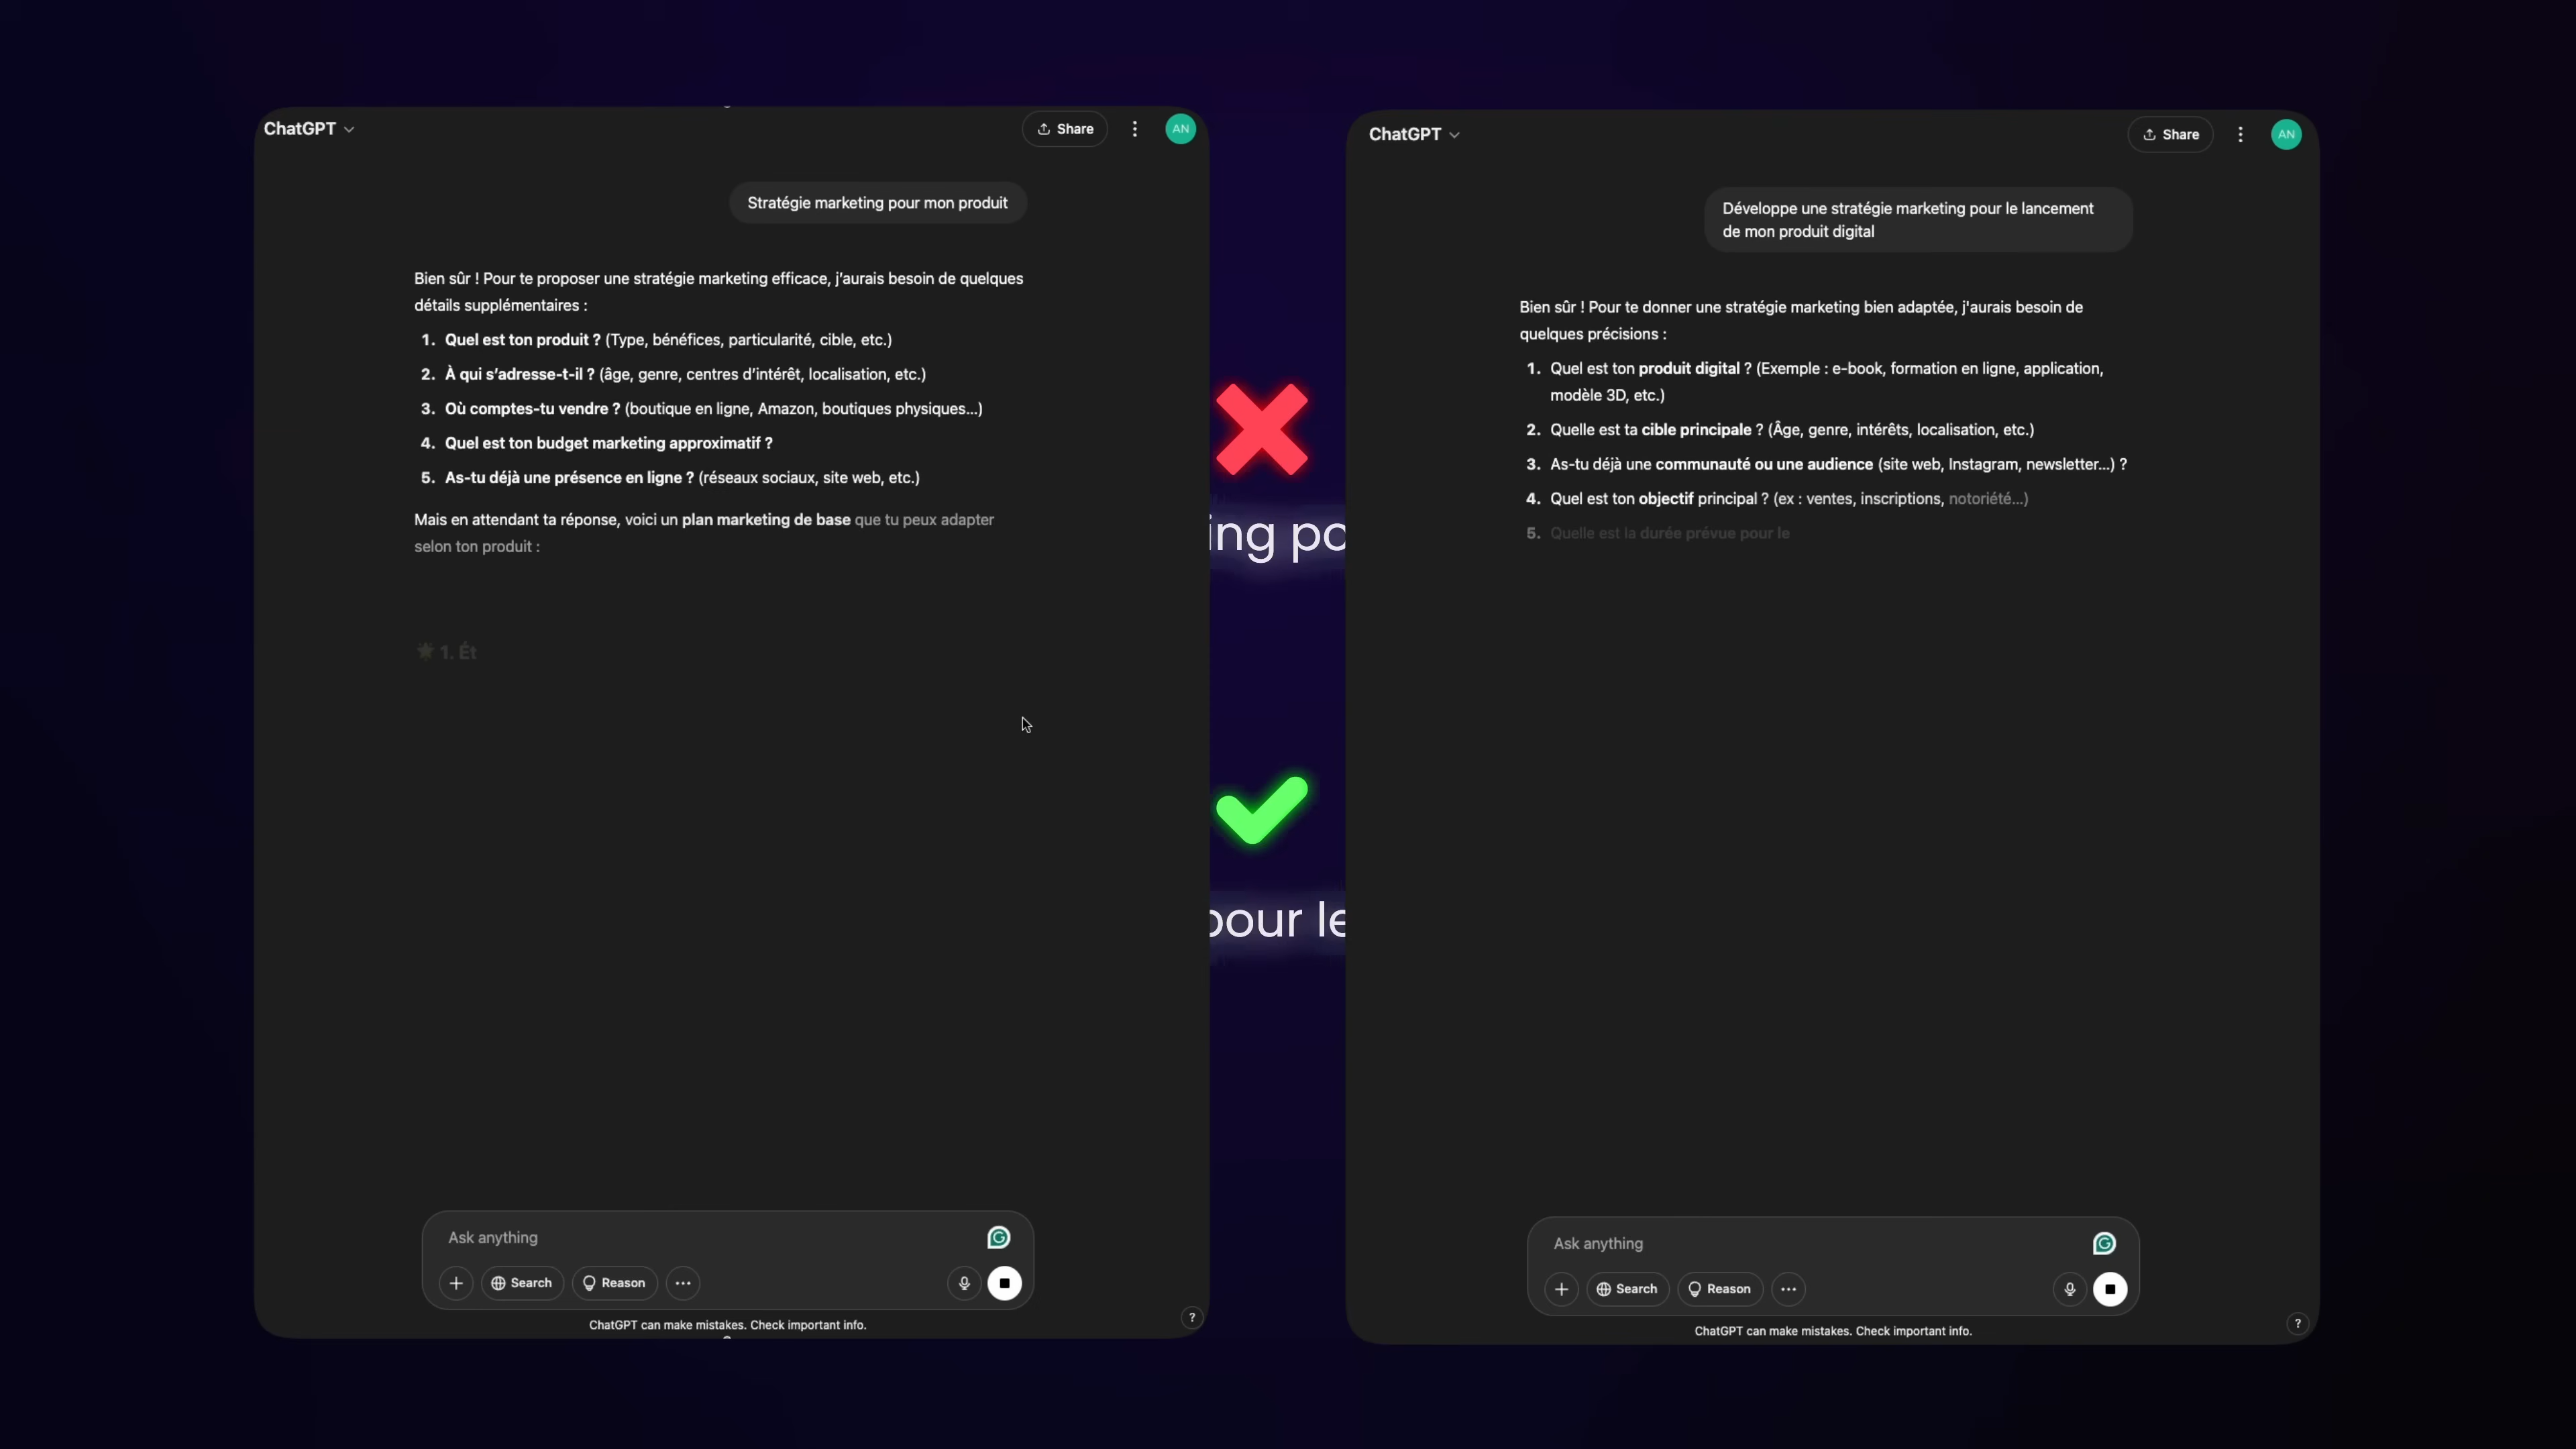 ChatGPT
Share
AN
Stratégie marketing pour mon produit
Bien sûr ! Pour te proposer une stratégie marketing efficace, j'aurais besoin de quelques
détails supplémentaires :
1. Quel est ton produit ? (Type, bénéfices, particularité, cible, etc.)
2. À qui s'adresse-t-il ? (âge, genre, centres d'intérêt, localisation, etc.)
3. Où comptes-tu vendre ? (boutique en ligne, Amazon, boutiques physiques...)
4. Quel est ton budget marketing approximatif ?
5. As-tu déjà une présence en ligne ? (réseaux sociaux, site web, etc.)
Mais en attendant ta réponse, voici un plan marketing de base que tu peux adapter
selon ton produit :
1. Ét
Ask anything
Search
Reason
ChatGPT can make mistakes. Check important info.
?
ing po
pour le
ChatGPT
Share
AN
Développe une stratégie marketing pour le lancement
de mon produit digital
Bien sûr ! Pour te donner une stratégie marketing bien adaptée, j'aurais besoin de
quelques précisions :
1. Quel est ton produit digital ? (Exemple : e-book, formation en ligne, application,
modèle 3D, etc.)
2. Quelle est ta cible principale ? (Âge, genre, intérêts, localisation, etc.)
3. As-tu déjà une communauté ou une audience (site web, Instagram, newsletter...) ?
4. Quel est ton objectif principal ? (ex : ventes, inscriptions, notoriété...)
5. Quelle est la durée prévue pour le
Ask anything
Search
Reason
ChatGPT can make mistakes. Check important info.
?